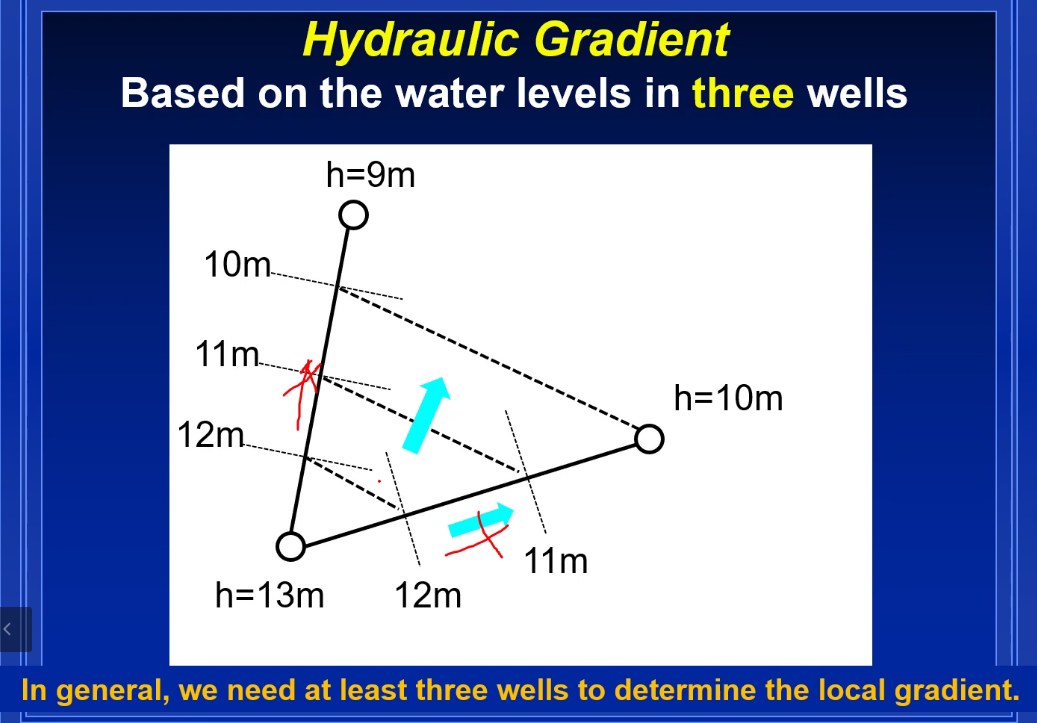 Hydraulic Gradient
Based on the water levels in three wells
h=9m
10m
11m
h=10m
12m
11m
h=13m
12m
In general, we need at least three wells to determine the local gradient.